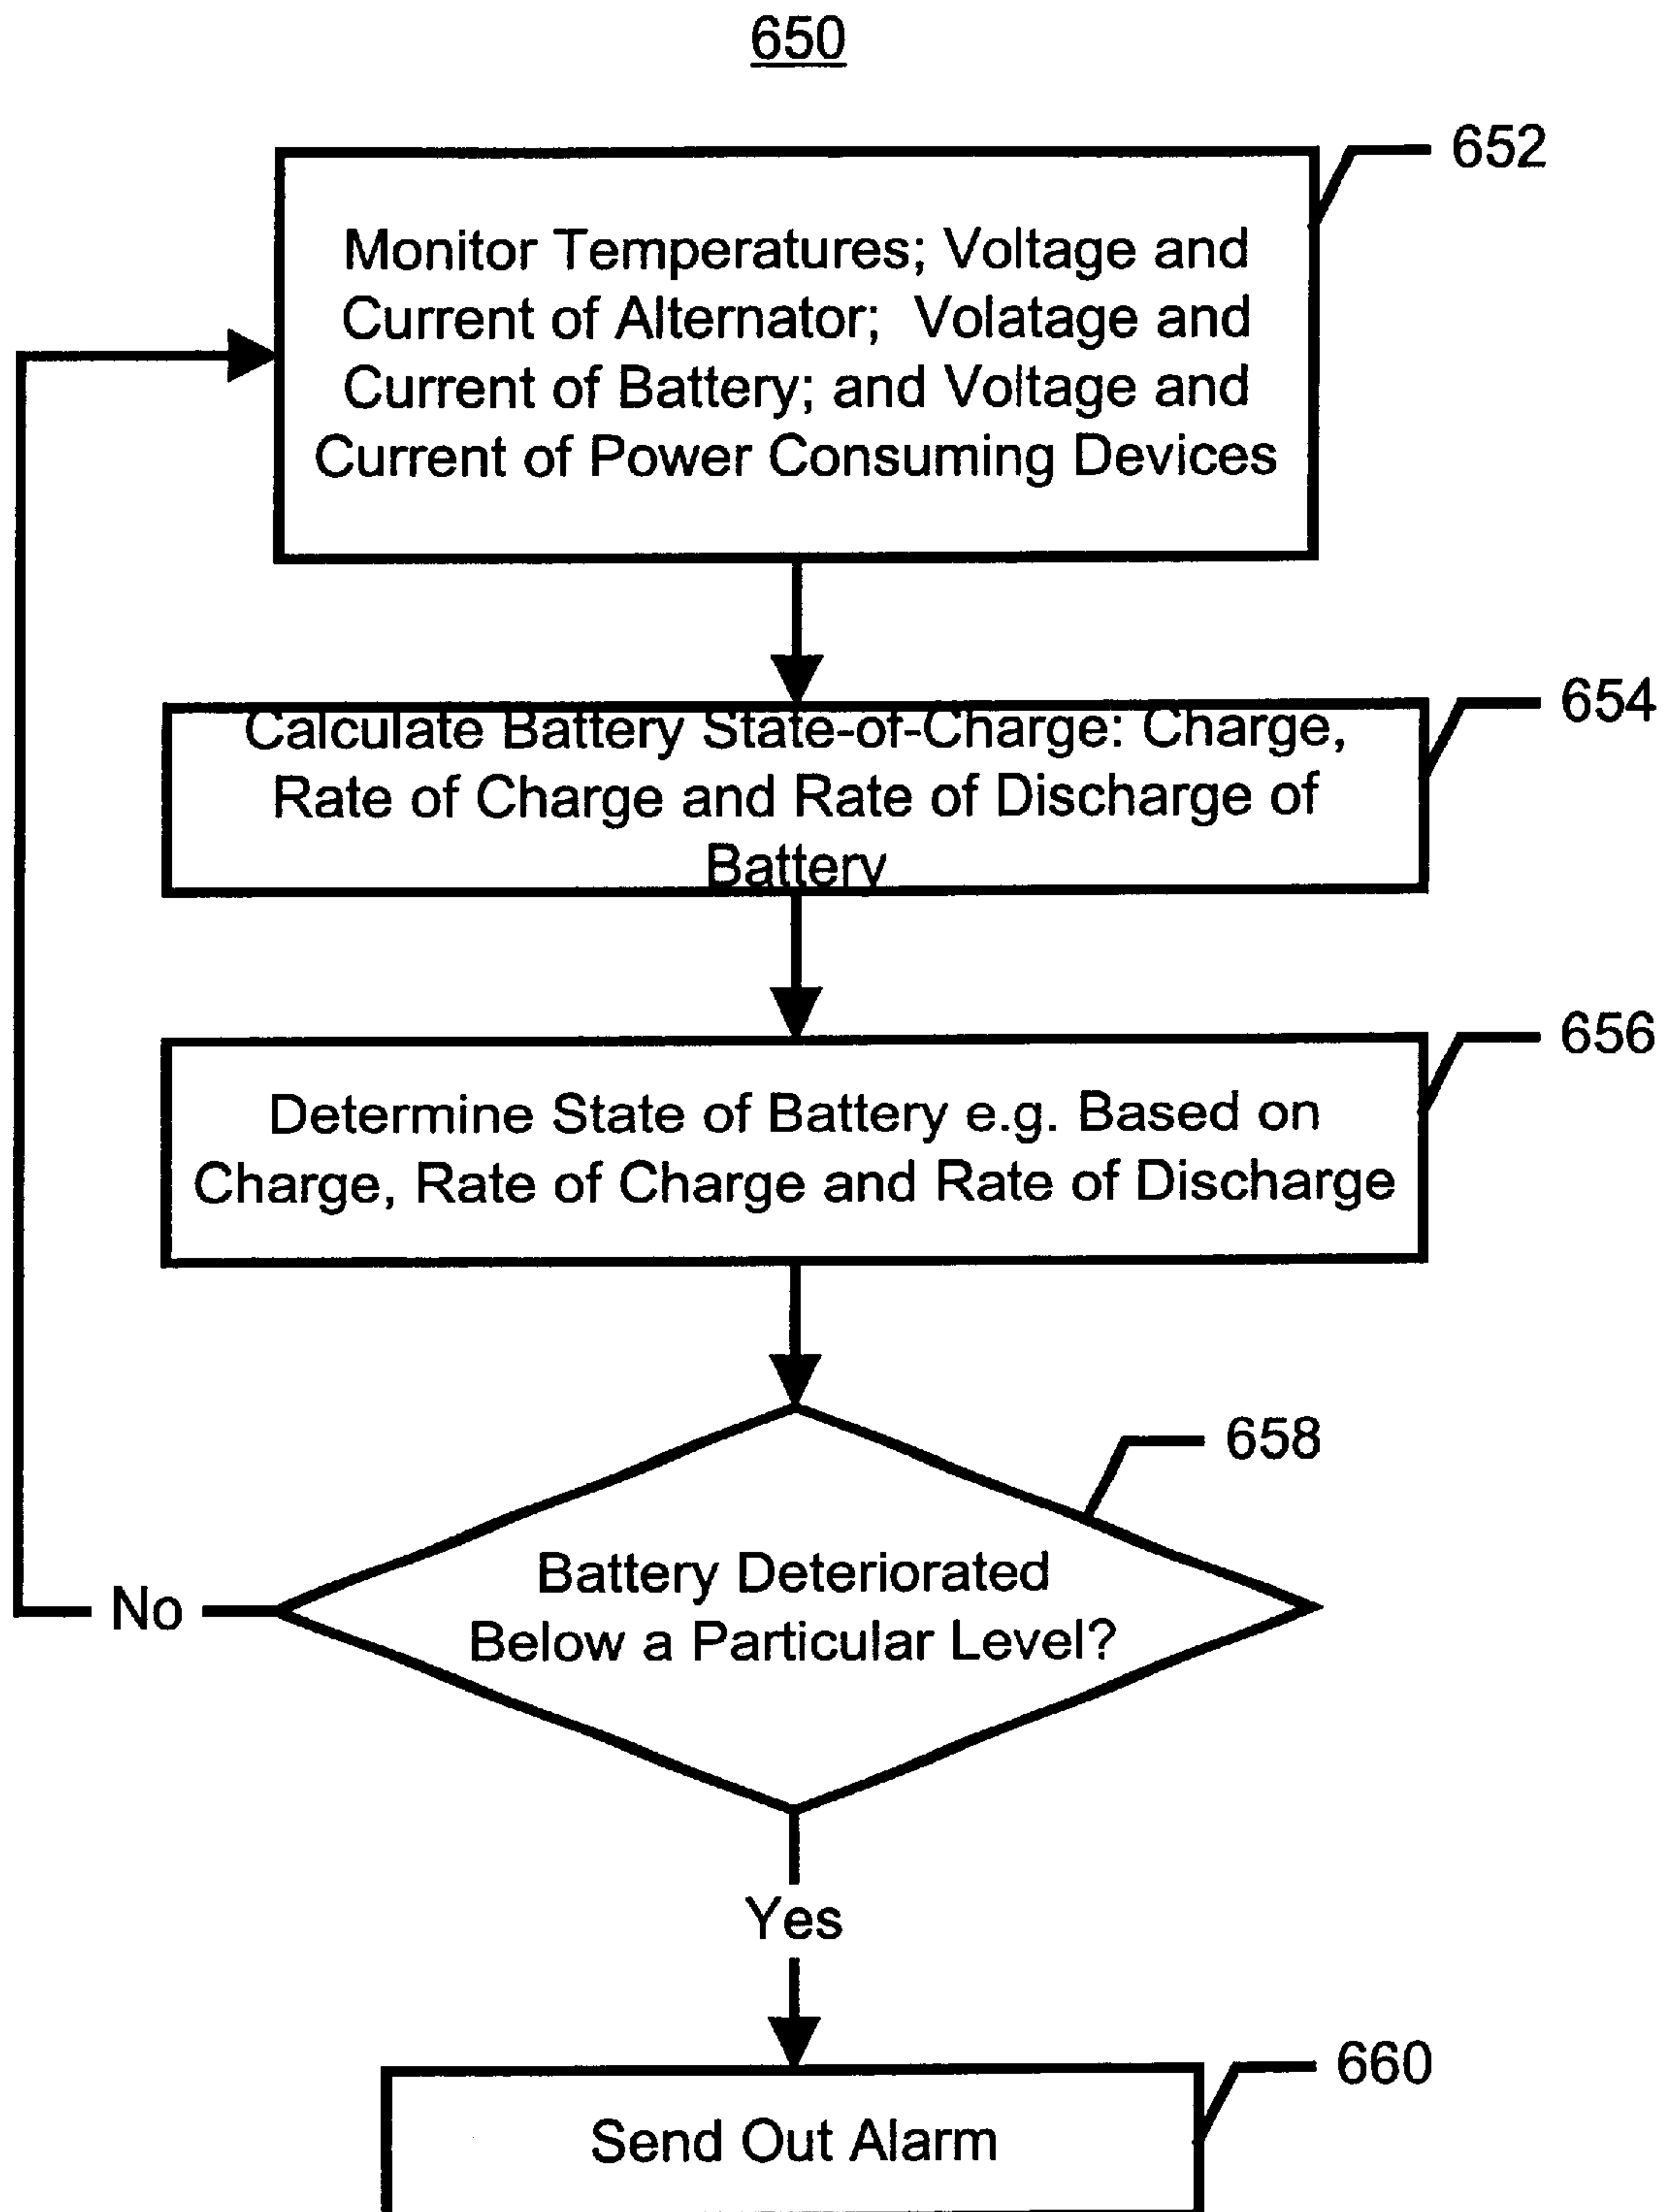 650
652
Monitor Temperatures; Voltage and
Current of Alternator; Volatage and
Current of Battery; and Voltage and
Current of Power Consuming Devices
654
Calculate Battery State-of-Charge: Charge,
Rate of Charge and Rate of Discharge of
Battery
656
Determine State of Battery e.g. Based on
Charge, Rate of Charge and Rate of Discharge
658
Battery Deteriorated
Below a Particular Level?
No
Yes
660
Send Out Alarm